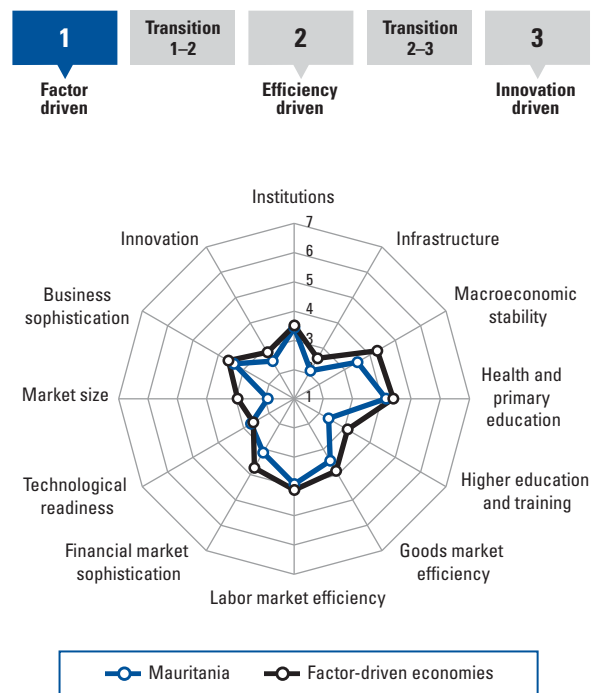 1
Transition
1–2
2
Transition
2–3
3
Factor
driven
Efficiency
driven
Innovation
driven
Institutions
7
Innovation
Infrastructure
6
5
Business
sophistication
Macroeconomic
stability
4
3
Market size
1
Health and
primary
education
Technological
readiness
Higher education
and training
Financial market
sophistication
Goods market
efficiency
Labor market efficiency
Mauritania
Factor-driven economies